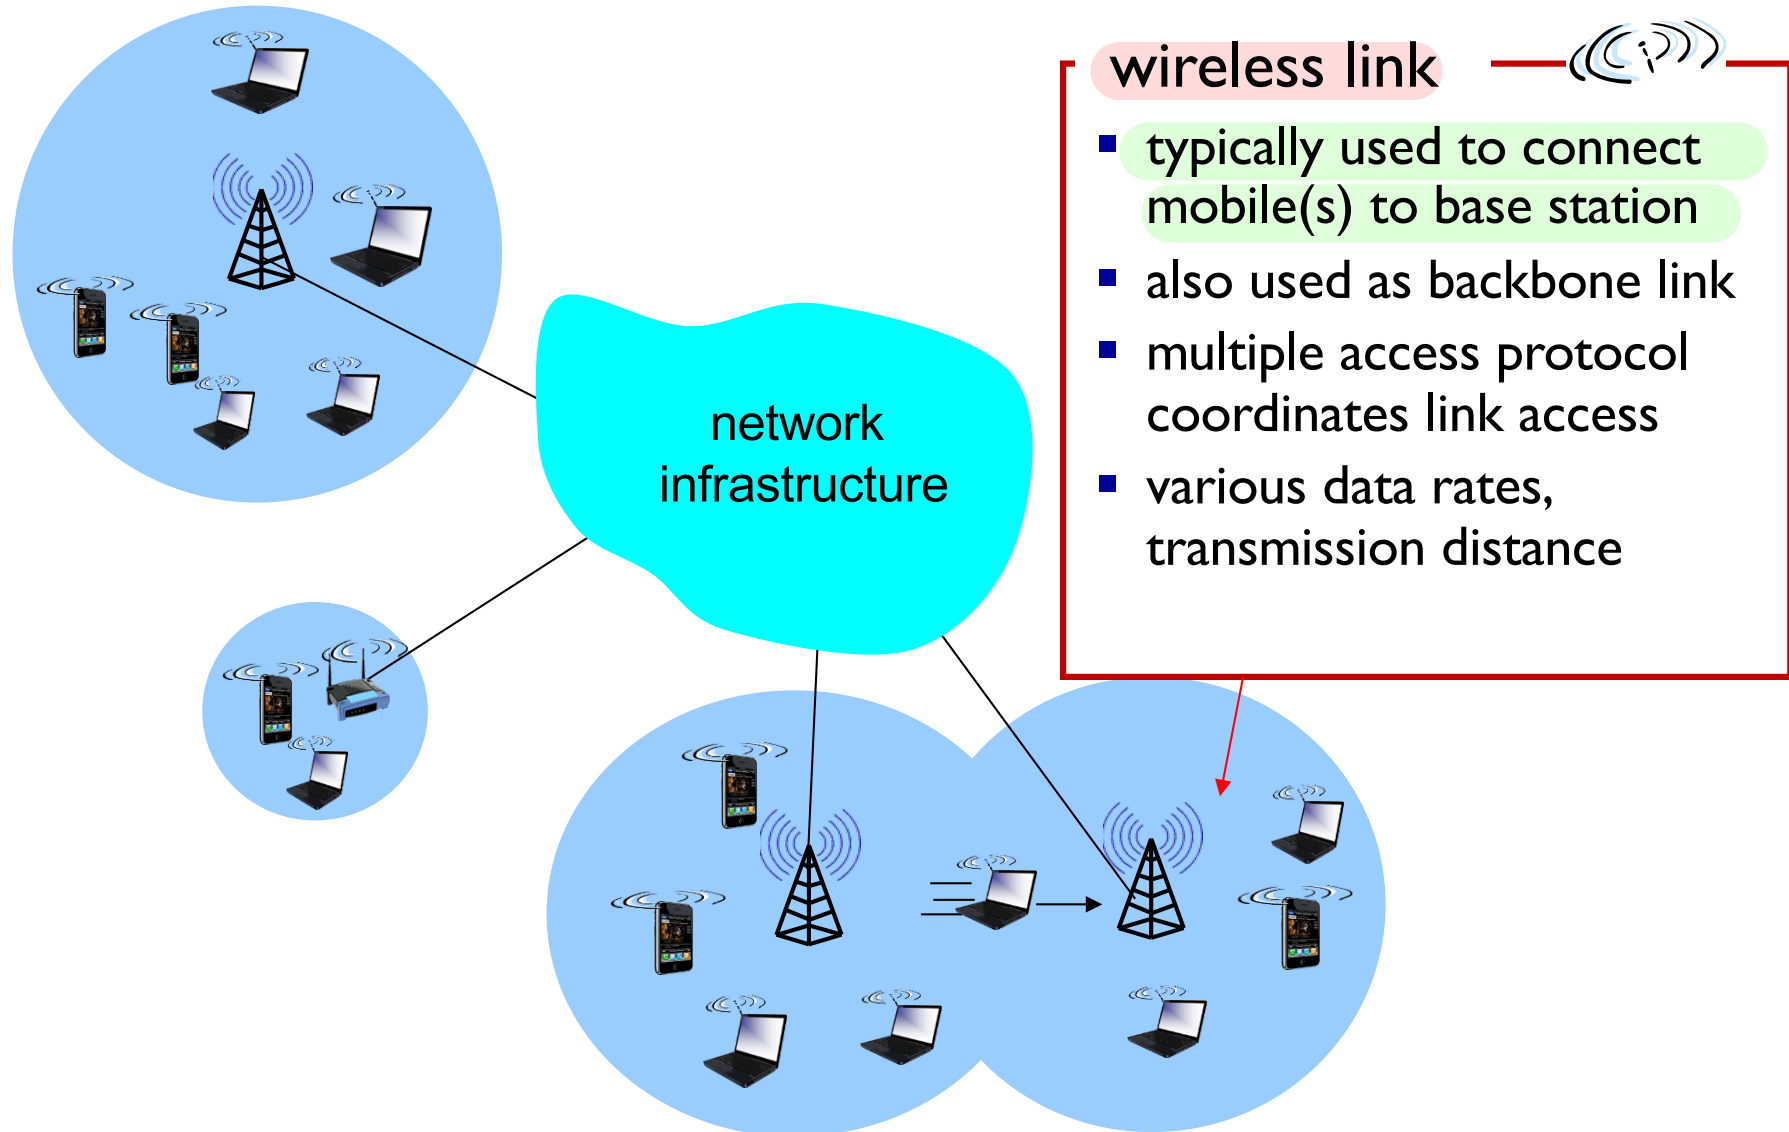 wireless link
typically used to connect
mobile(s) to base station
also used as backbone link
multiple access protocol
coordinates link access
various data rates,
transmission distance
network
infrastructure